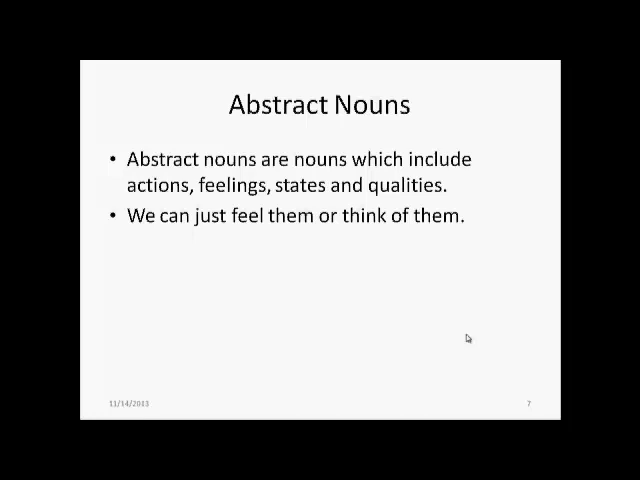 Abstract Nouns
• Abstract nouns are nouns which include
actions, feelings, states and qualities.
• We can just feel them or think of them.
11/14/2013
7